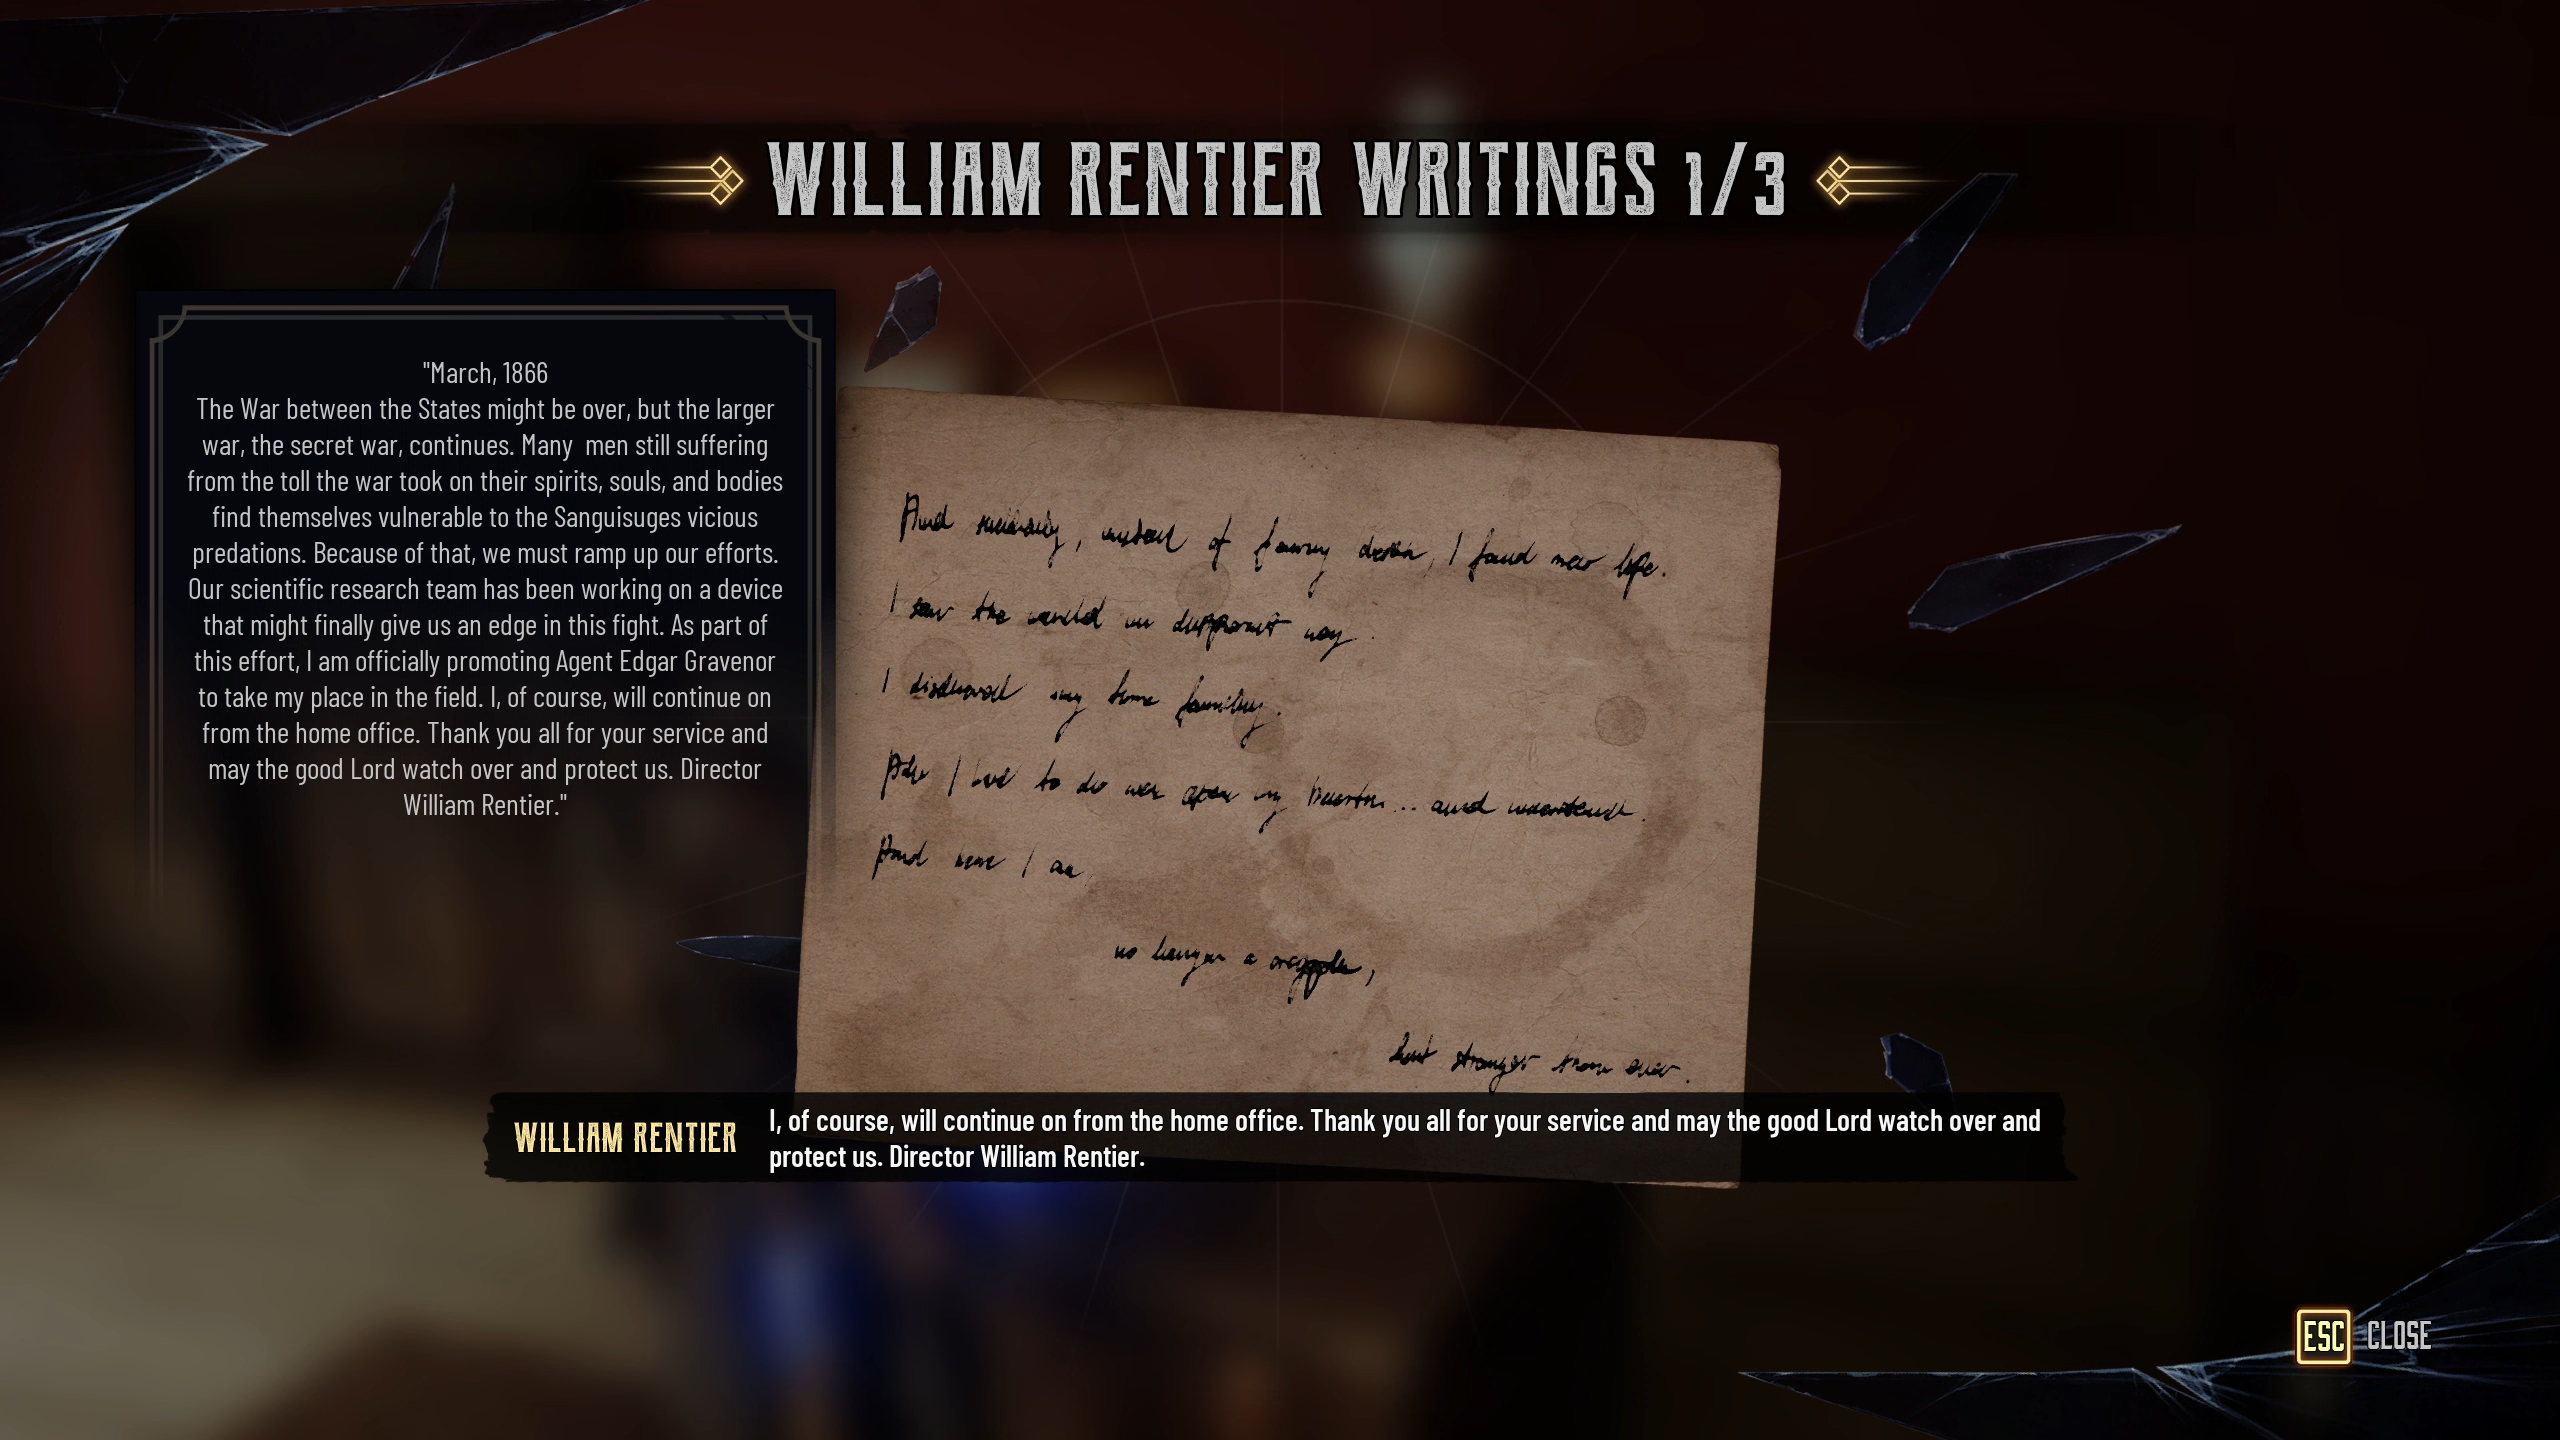 WILLIAM RENTIER WRITINGS 1/3
"March, 1866
The War between the States might be over, but the larger
war, the secret war, continues. Many  men still suffering
from the toll the war took on their spirits, souls, and bodies
find themselves vulnerable to the Sanguisuges vicious
predations. Because of that, we must ramp up our efforts.
Our scientific research team has been working on a device
that might finally give us an edge in this fight. As part of
this effort, I am officially promoting Agent Edgar Gravenor
to take my place in the field. I, of course, will continue on
from the home office. Thank you all for your service and
may the good Lord watch over and protect us. Director
William Rentier."
And suddenly, instead of facing death, I found new life.
I saw the world in different way.
I discovered my family.
I had to do was open my and
And here I am,
no longer a cripple,
but stronger than ever.
WILLIAM RENTIER
I, of course, will continue on from the home office. Thank you all for your service and may the good Lord watch over and
protect us. Director William Rentier.
ESC CLOSE